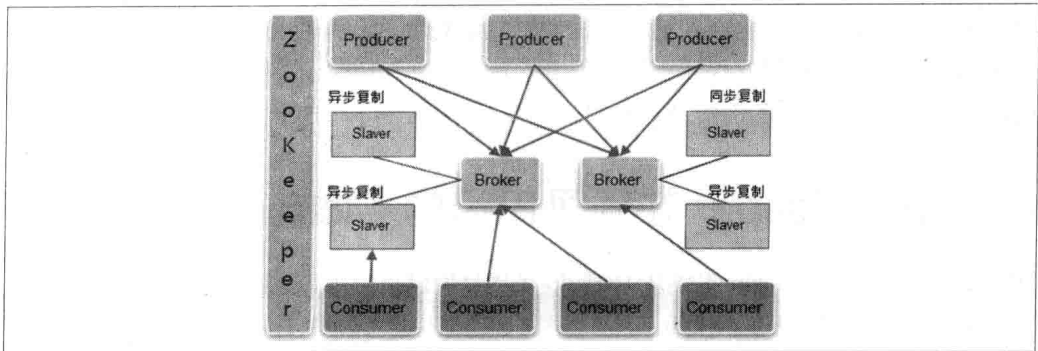 ZooKeeper
Producer
Producer
Producer
异步复制
同步复制
Slaver
Slaver
Broker
Broker
异步复制
异步复制
Slaver
Slaver
Consumer
Consumer
Consumer
Consumer